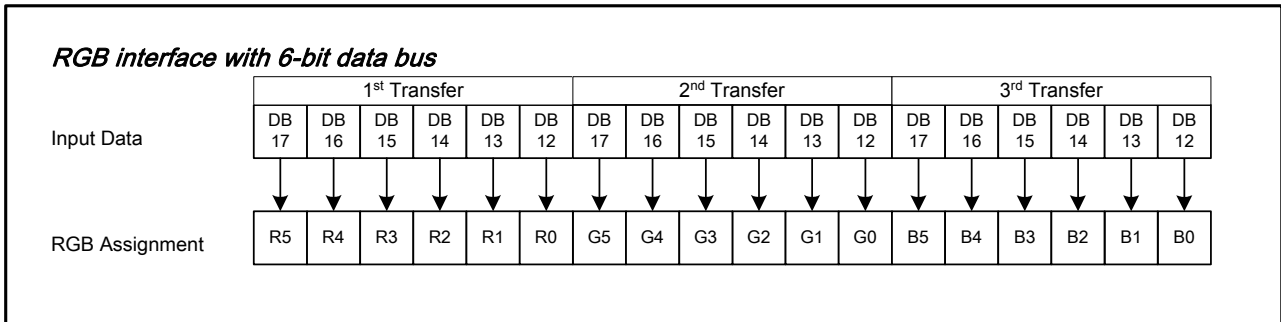 RGB interface with 6-bit data bus
1st Transfer 2nd Transfer 3rd Transfer
Input Data DB 17 DB 16 DB 15 DB 14 DB 13 DB 12 DB 17 DB 16 DB 15 DB 14 DB 13 DB 12 DB 17 DB 16 DB 15 DB 14 DB 13 DB 12
RGB Assignment R5 R4 R3 R2 R1 R0 G5 G4 G3 G2 G1 G0 B5 B4 B3 B2 B1 B0